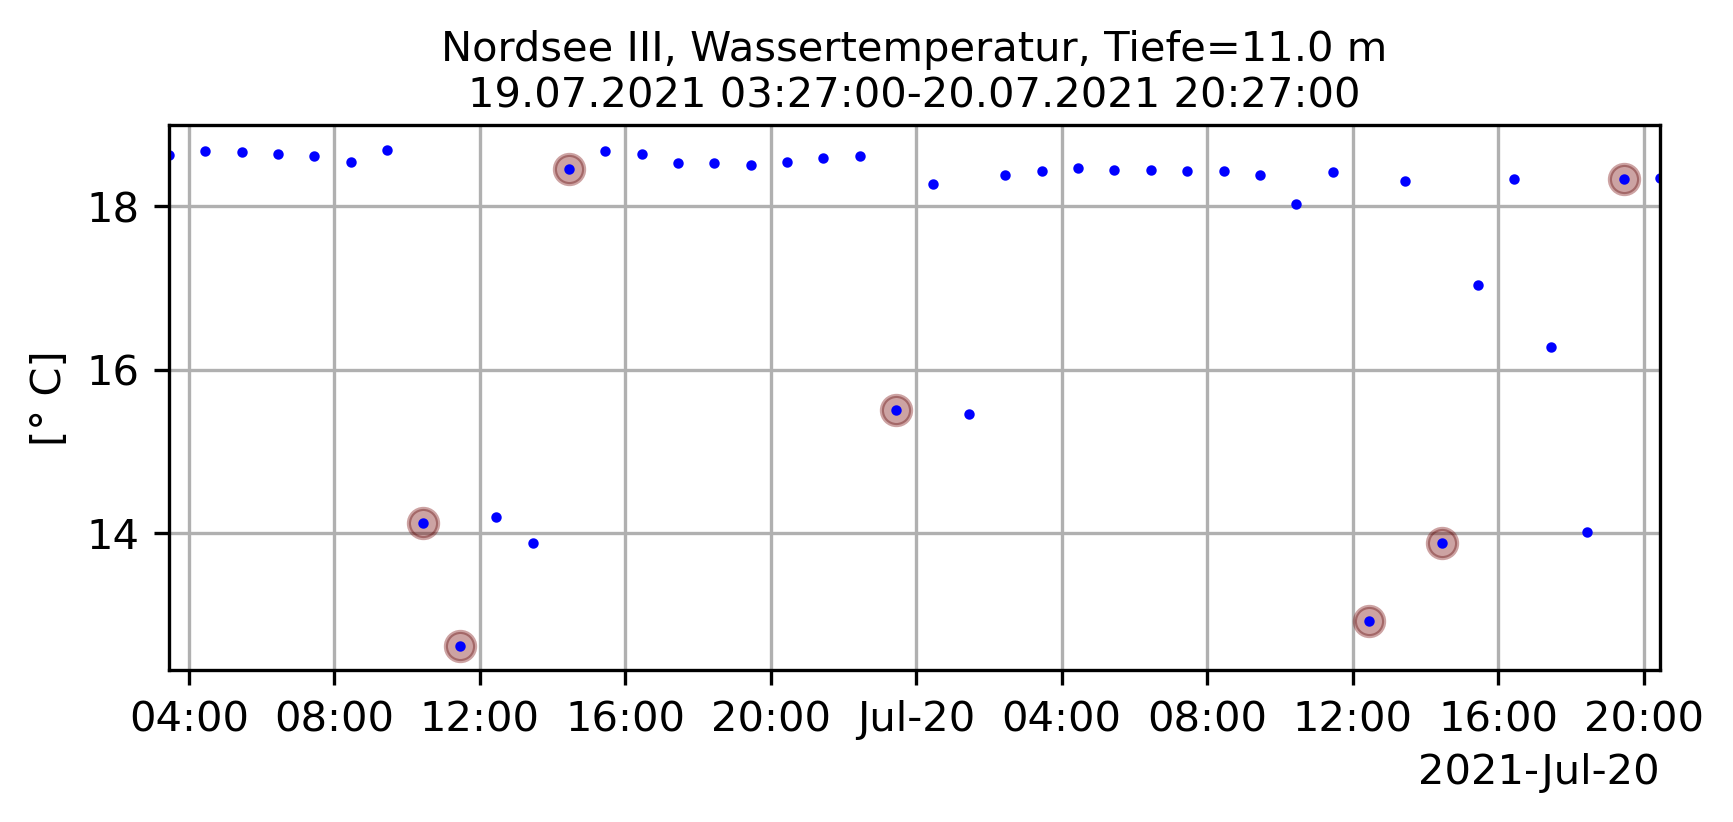 Nordsee III, Wassertemperatur, Tiefe=11.0 m
19.07.2021 03:27:00-20.07.2021 20:27:00
[° C]
18
16
14
04:00 08:00 12:00 16:00 20:00 Jul-20 04:00 08:00 12:00 16:00 20:00
2021-Jul-20